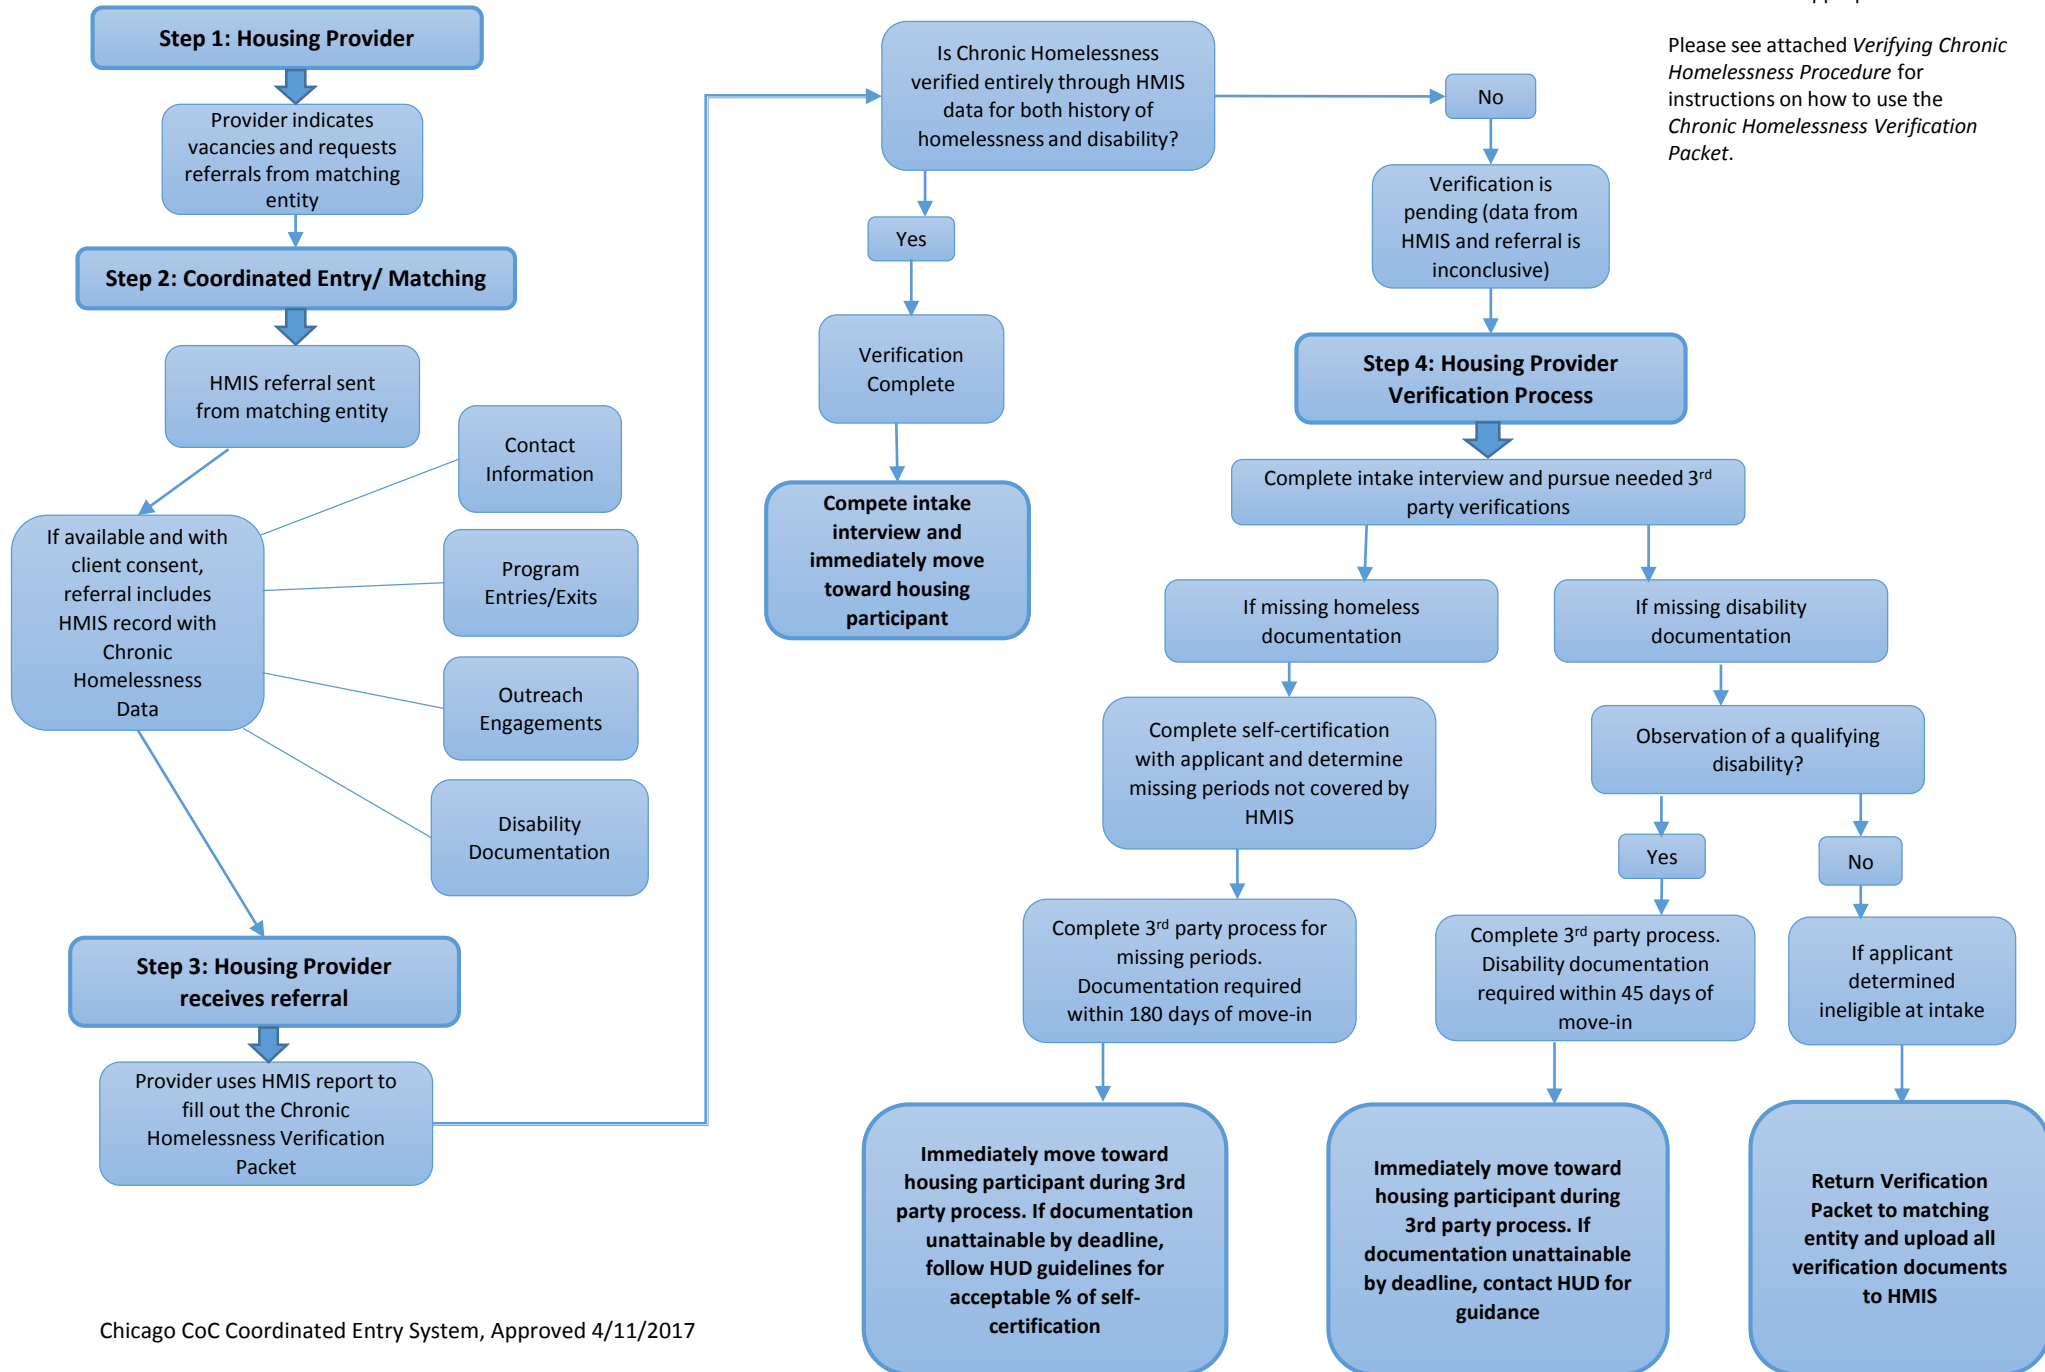 Step 1: Housing Provider
Provider indicates
vacancies and requests
referrals from matching
entity
Step 2: Coordinated Entry/ Matching
HMIS referral sent
from matching entity
If available and with
client consent,
referral includes
HMIS record with
Chronic
Homelessness
Data
Contact
Information
Program
Entries/Exits
Outreach
Engagements
Disability
Documentation
Step 3: Housing Provider
receives referral
Provider uses HMIS report to
fill out the Chronic
Homelessness Verification
Packet
Is Chronic Homelessness
verified entirely through HMIS
data for both history of
homelessness and disability?
Yes
Verification
Complete
Compete intake
interview and
immediately move
toward housing
participant
No
Verification is
pending (data from
HMIS and referral is
inconclusive)
Step 4: Housing Provider
Verification Process
Complete intake interview and pursue needed 3rd
party verifications
If missing homeless
documentation
Complete self-certification
with applicant and determine
missing periods not covered by
HMIS
Complete 3rd party process for
missing periods.
Documentation required
within 180 days of move-in
Immediately move toward
housing participant during 3rd
party process. If documentation
unattainable by deadline,
follow HUD guidelines for
acceptable % of self-
certification
If missing disability
documentation
Observation of a qualifying
disability?
Yes
Complete 3rd party process.
Disability documentation
required within 45 days of
move-in
Immediately move toward
housing participant during
3rd party process. If
documentation unattainable
by deadline, contact HUD for
guidance
No
If applicant
determined
ineligible at intake
Return Verification
Packet to matching
entity and upload all
verification documents
to HMIS
Please see attached Verifying Chronic
Homelessness Procedure for
instructions on how to use the
Chronic Homelessness Verification
Packet.
Chicago CoC Coordinated Entry System, Approved 4/11/2017